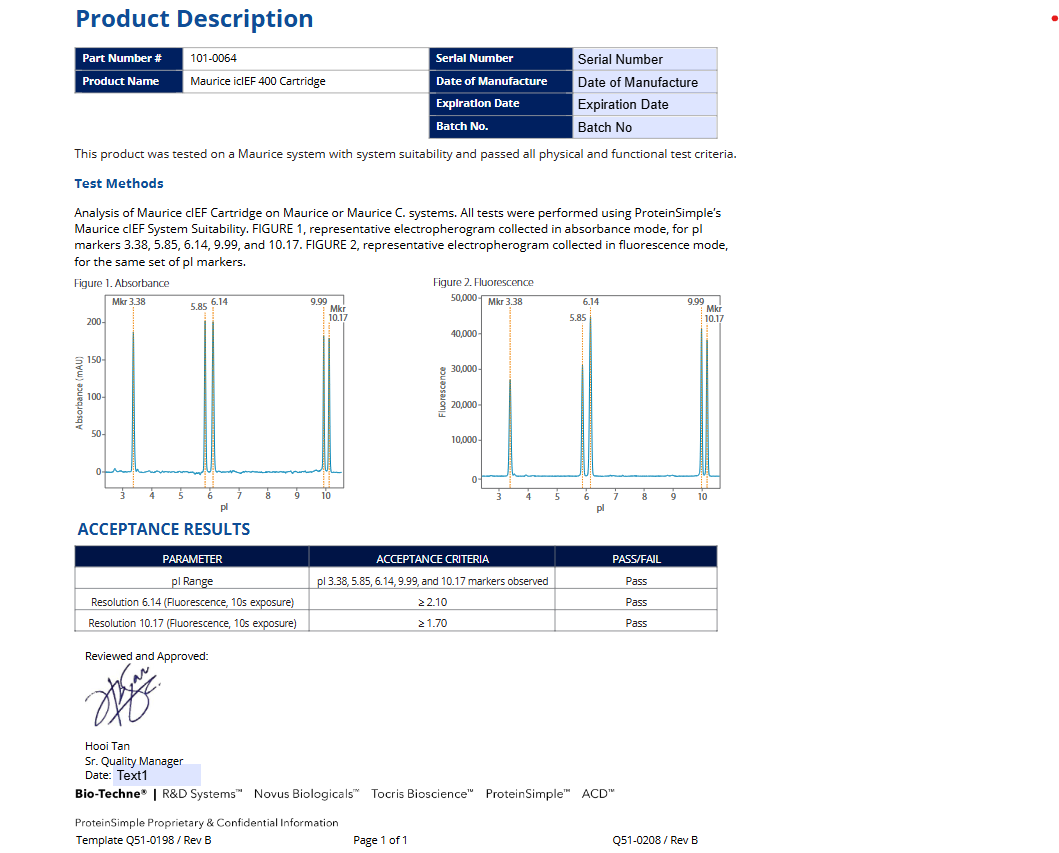 Product Description
Part Number # 101-0064 Serial Number Serial Number
Product Name Maurice icIEF 400 Cartridge Date of Manufacture Date of Manufacture
Expiration Date Expiration Date
Batch No. Batch No
This product was tested on a Maurice system with system suitability and passed all physical and functional test criteria.
Test Methods
Analysis of Maurice cIEF Cartridge on Maurice or Maurice C. systems. All tests were performed using ProteinSimple's
Maurice cIEF System Suitability. FIGURE 1, representative electropherogram collected in absorbance mode, for pI
markers 3.38, 5.85, 6.14, 9.99, and 10.17. FIGURE 2, representative electropherogram collected in fluorescence mode,
for the same set of pI markers.
Figure 1. Absorbance
Mkr 3.38 5.85 6.14 9.99 Mkr 10.17
200
150
100
50
0
Absorbance (mAU)
3 4 5 6 7 8 9 10
pI
Figure 2. Fluorescence
Mkr 3.38 5.85 6.14 9.99 Mkr 10.17
50,000
40,000
30,000
20,000
10,000
0
Fluorescence
3 4 5 6 7 8 9 10
pI
ACCEPTANCE RESULTS
PARAMETER ACCEPTANCE CRITERIA PASS/FAIL
pI Range pI 3.38, 5.85, 6.14, 9.99, and 10.17 markers observed Pass
Resolution 6.14 (Fluorescence, 10s exposure) ≥ 2.10 Pass
Resolution 10.17 (Fluorescence, 10s exposure) ≥ 1.70 Pass
Reviewed and Approved:
Hooi Tan
Sr. Quality Manager
Date: Text1
Bio-Techne® | R&D Systems™ Novus Biologicals™ Tocris Bioscience™ ProteinSimple™ ACD™
ProteinSimple Proprietary & Confidential Information
Template Q51-0198 / Rev B Page 1 of 1 Q51-0208 / Rev B